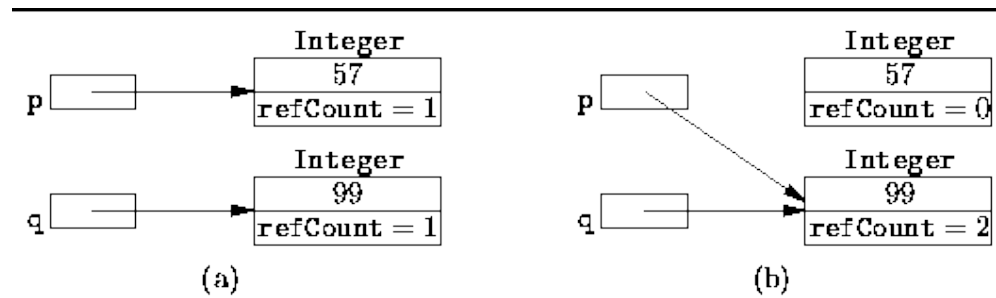 Integer
57
p
refCount = 1
Integer
99
q
refCount = 1
(a)
Integer
57
p
refCount = 0
Integer
99
q
refCount = 2
(b)